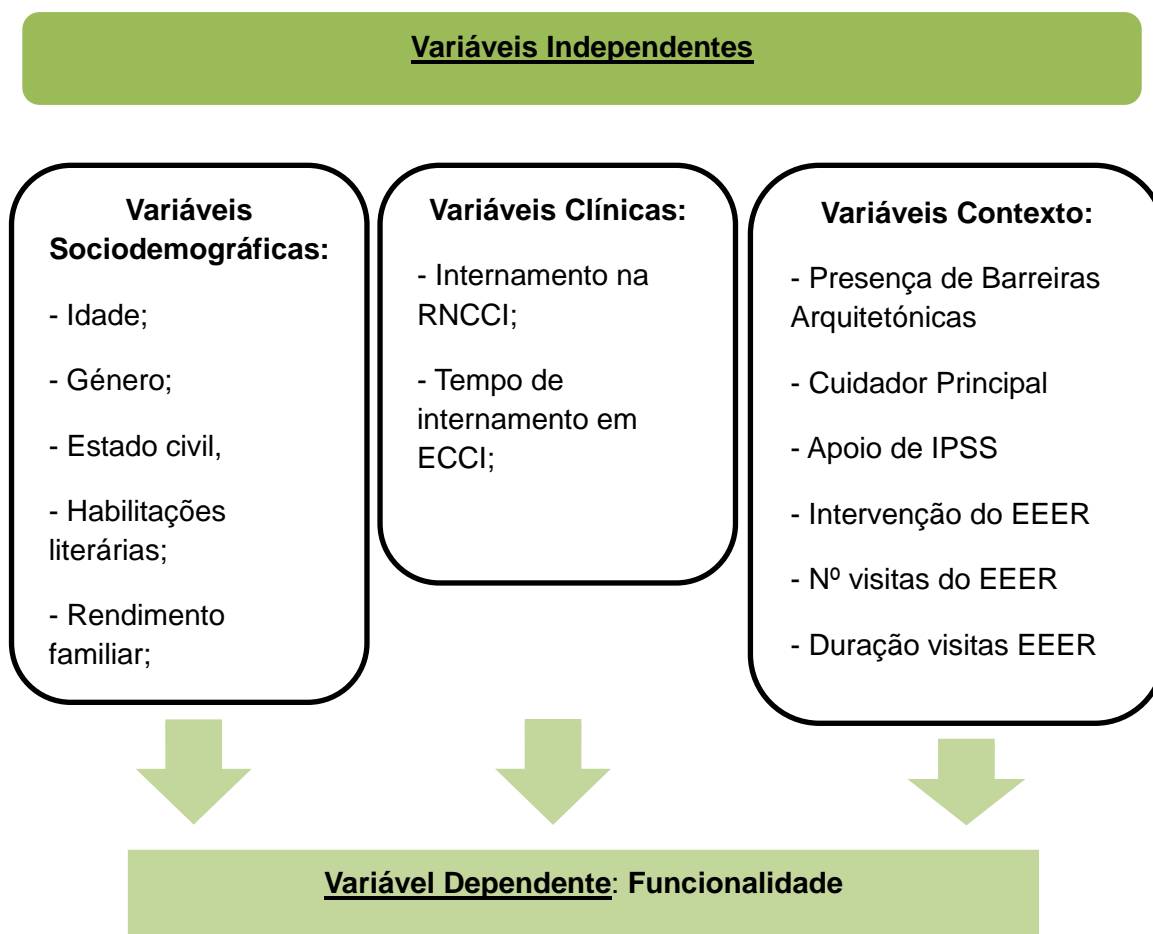 Variáveis Independentes
Variáveis
Sociodemográficas:
- Idade;
- Género;
- Estado civil,
- Habilitações
literárias;
- Rendimento
familiar;
Variáveis Clínicas:
- Internamento na
RNCCI;
- Tempo de
internamento em
ECCI;
Variáveis Contexto:
- Presença de Barreiras
Arquitetónicas
- Cuidador Principal
- Apoio de IPSS
- Intervenção do EEER
- Nº visitas do EEER
- Duração visitas EEER
Variável Dependente: Funcionalidade